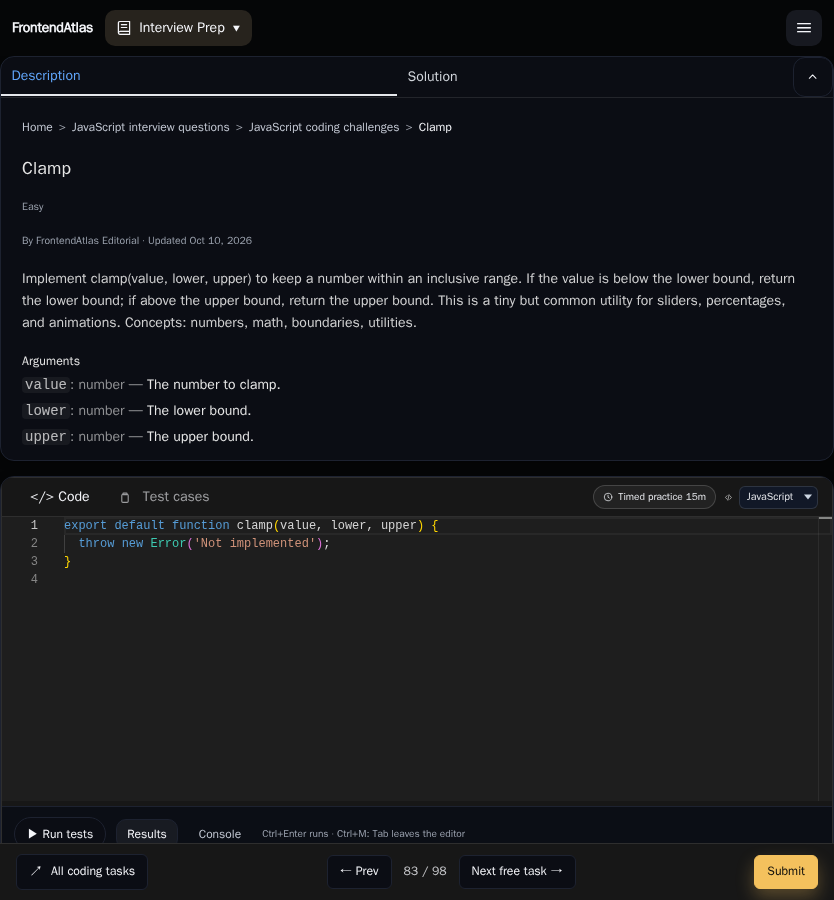 FrontendAtlas Interview Prep ▼
Description Solution
Home > JavaScript interview questions > JavaScript coding challenges > Clamp
Clamp
Easy
By FrontendAtlas Editorial · Updated Oct 10, 2026
Implement clamp(value, lower, upper) to keep a number within an inclusive range. If the value is below the lower bound, return
the lower bound; if above the upper bound, return the upper bound. This is a tiny but common utility for sliders, percentages,
and animations. Concepts: numbers, math, boundaries, utilities.
Arguments
value: number — The number to clamp.
lower: number — The lower bound.
upper: number — The upper bound.
</> Code Test cases Timed practice 15m JavaScript
1 export default function clamp(value, lower, upper) {
2   throw new Error('Not implemented');
3 }
4
▶ Run tests Results Console Ctrl+Enter runs · Ctrl+M: Tab leaves the editor
↗ All coding tasks ← Prev 83 / 98 Next free task → Submit